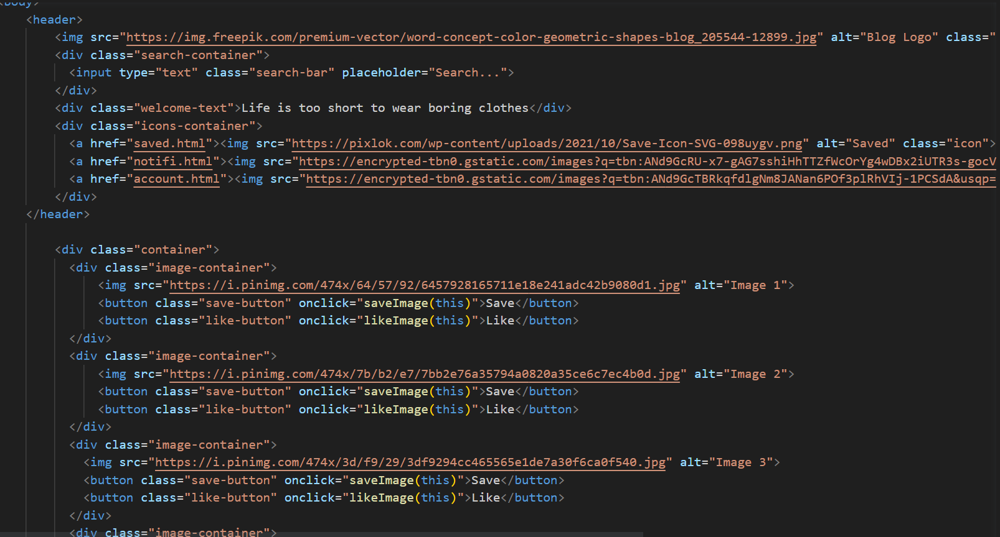 <body>
<header>
<img src="https://img.freepik.com/premium-vector/word-concept-color-geometric-shapes-blog_205544-12899.jpg" alt="Blog Logo" class="
<div class="search-container">
<input type="text" class="search-bar" placeholder="Search...">
</div>
<div class="welcome-text">Life is too short to wear boring clothes</div>
<div class="icons-container">
<a href="saved.html"><img src="https://pixlok.com/wp-content/uploads/2021/10/Save-Icon-SVG-098uygv.png" alt="Saved" class="icon">
<a href="notifi.html"><img src="https://encrypted-tbn0.gstatic.com/images?q=tbn:ANd9GcRU-x7-gAG7sshiHhTTZfWcOrYg4wDBx2iUTR3s-gocV
<a href="account.html"><img src="https://encrypted-tbn0.gstatic.com/images?q=tbn:ANd9GcTBRkqfdlgNm8JANan6POf3plRhVIj-1PCSdA&usqp=
</div>
</header>
<div class="container">
<div class="image-container">
<img src="https://i.pinimg.com/474x/64/57/92/6457928165711e18e241adc42b9080d1.jpg" alt="Image 1">
<button class="save-button" onclick="saveImage(this)">Save</button>
<button class="like-button" onclick="likeImage(this)">Like</button>
</div>
<div class="image-container">
<img src="https://i.pinimg.com/474x/7b/b2/e7/7bb2e76a35794a0820a35ce6c7ec4b0d.jpg" alt="Image 2">
<button class="save-button" onclick="saveImage(this)">Save</button>
<button class="like-button" onclick="likeImage(this)">Like</button>
</div>
<div class="image-container">
<img src="https://i.pinimg.com/474x/3d/f9/29/3df9294cc465565e1de7a30f6ca0f540.jpg" alt="Image 3">
<button class="save-button" onclick="saveImage(this)">Save</button>
<button class="like-button" onclick="likeImage(this)">Like</button>
</div>
<div class="image-container">